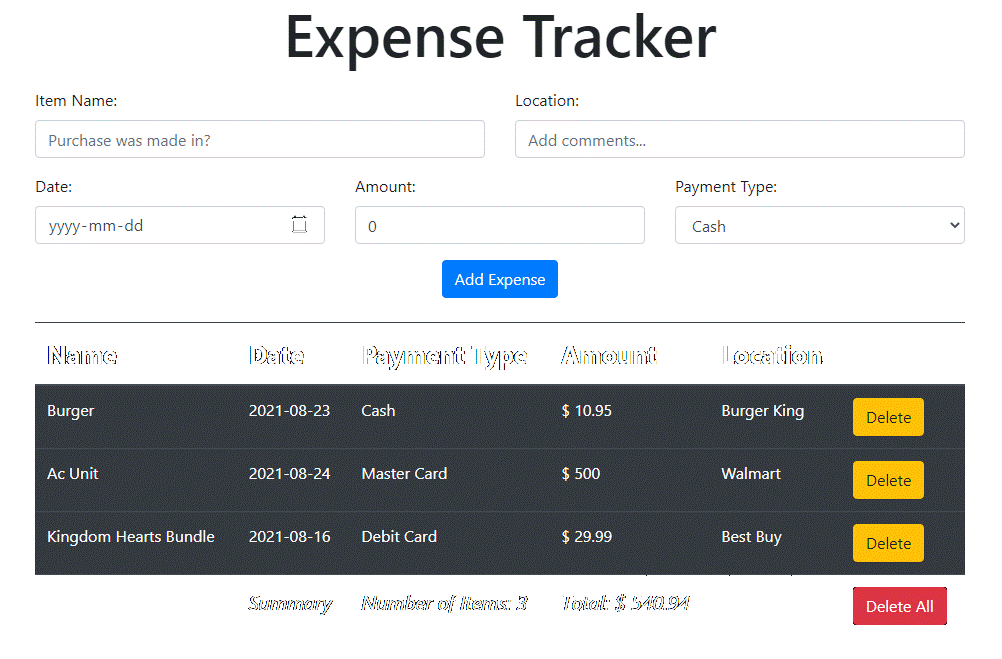 Expense Tracker
Item Name: Location:
Purchase was made in? Add comments...
Date: Amount: Payment Type:
yyyy-mm-dd 0 Cash
Add Expense
Name Date Payment Type Amount Location
Burger 2021-08-23 Cash $ 10.95 Burger King Delete
Ac Unit 2021-08-24 Master Card $ 500 Walmart Delete
Kingdom Hearts Bundle 2021-08-16 Debit Card $ 29.99 Best Buy Delete
Summary Number of Items: 3 Total: $ 540.94 Delete All